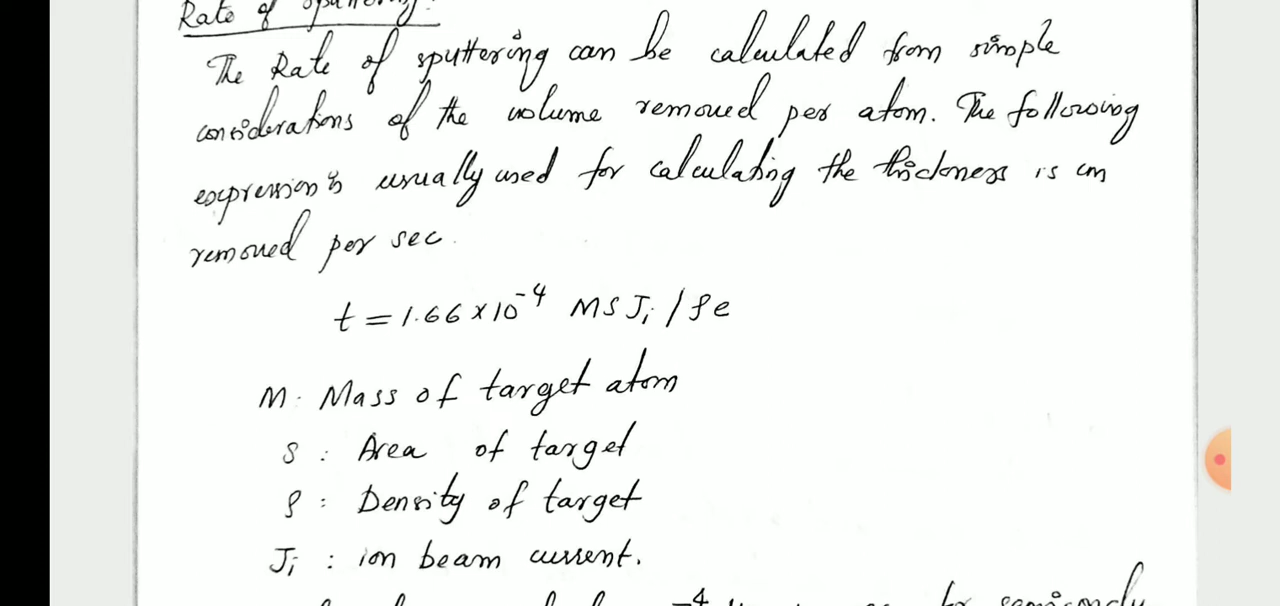 Rate of Sputtering:
The Rate of sputtering can be calculated from simple
considerations of the volume removed per atom. The following
expression is usually used for calculating the thickness is cm
removed per sec.
t = 1.66 x 10⁻⁴ MSJᵢ / ρe
M. Mass of target atom
S : Area of target
ρ : Density of target
Jᵢ : ion beam current.